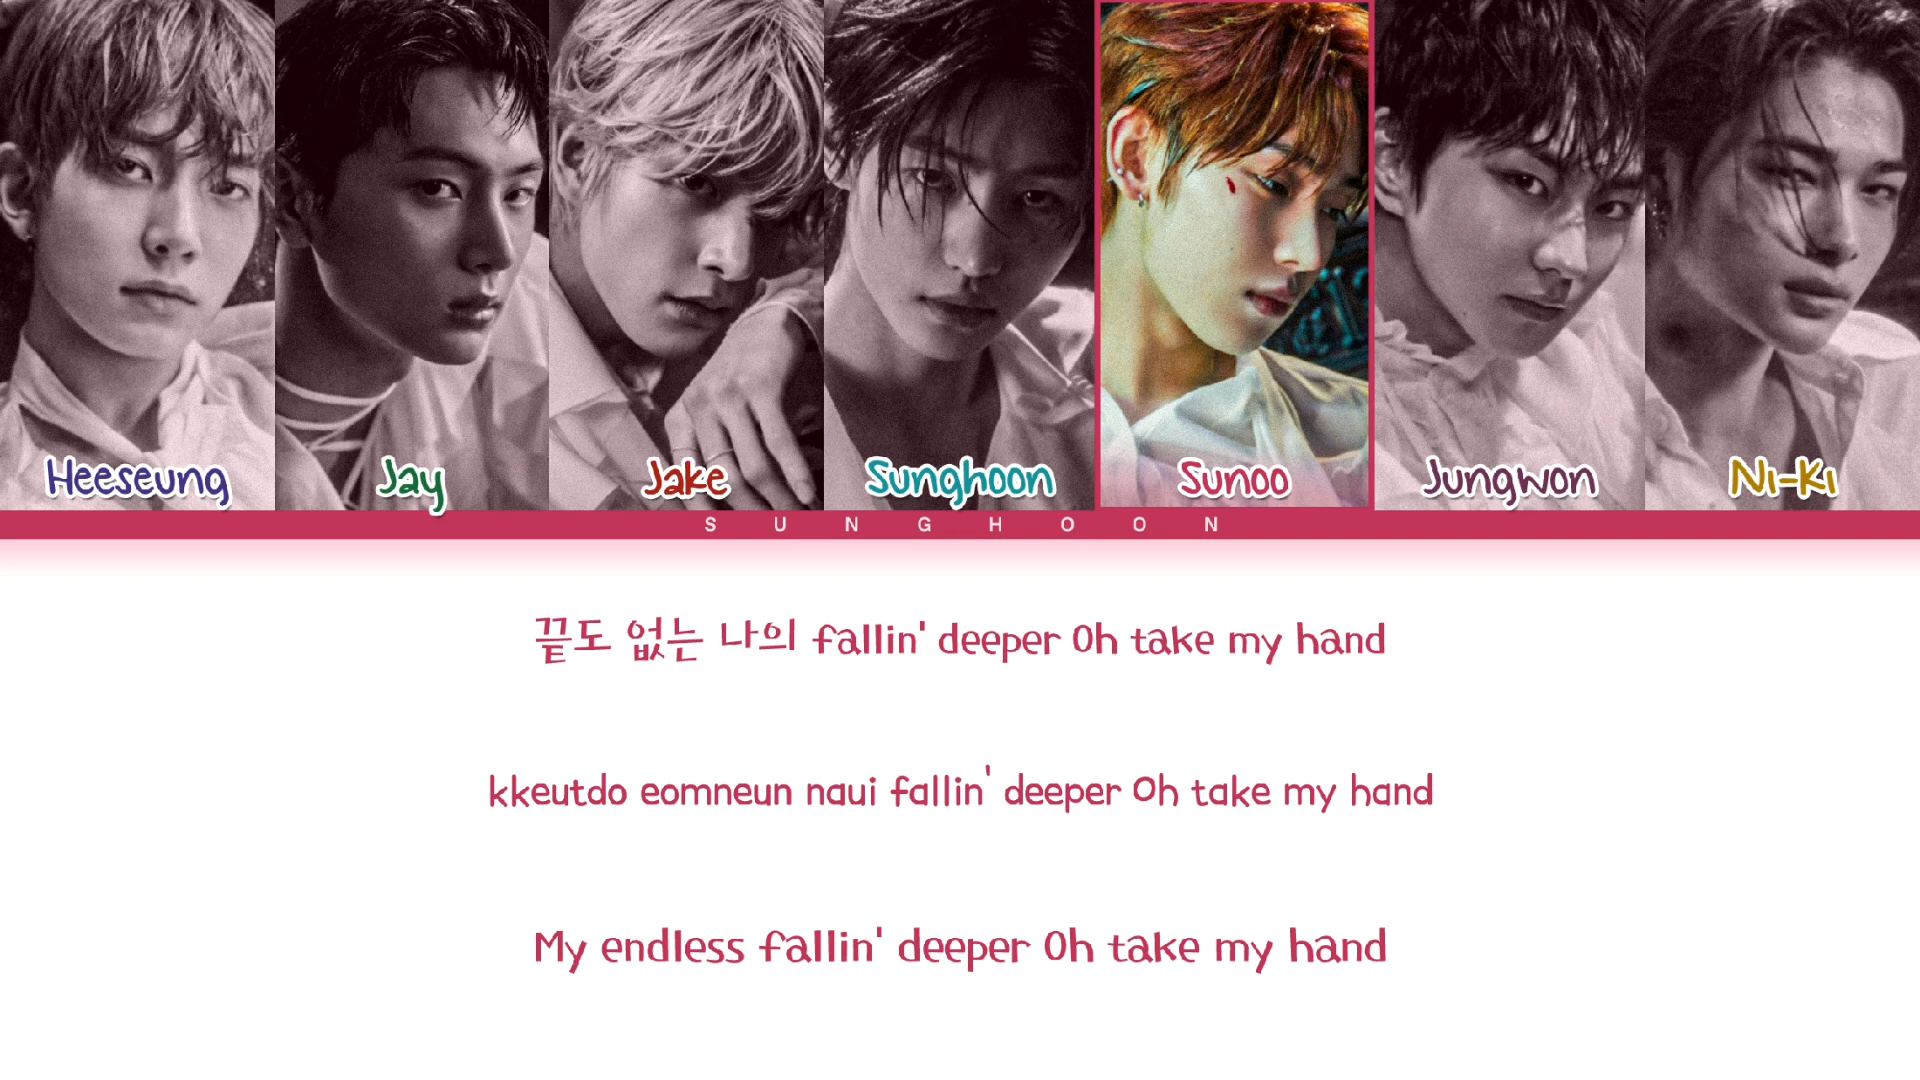 Heeseung Jay Jake Sunghoon Sunoo Jungwon Ni-Ki
SUNGHOON
끝도 없는 나의 fallin' deeper Oh take my hand
kkeutdo eomneun naui fallin' deeper Oh take my hand
My endless fallin' deeper Oh take my hand